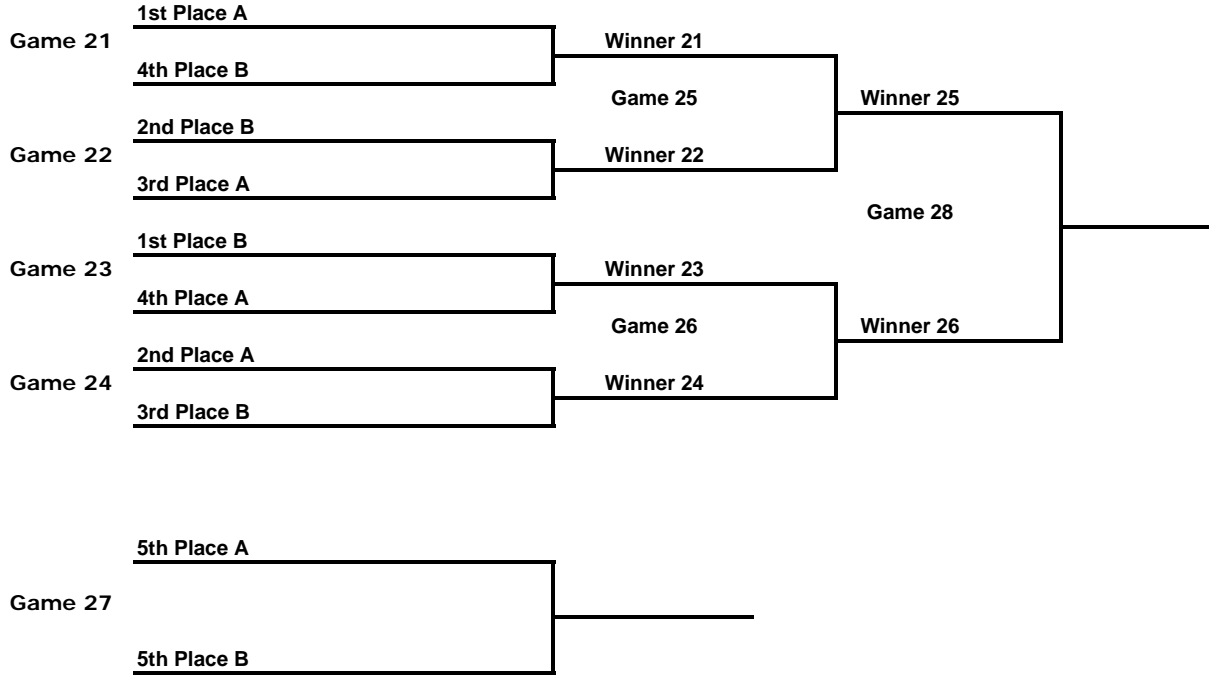 1st Place A
Game 21
Winner 21
4th Place B
Game 25
Winner 25
2nd Place B
Game 22
Winner 22
3rd Place A
Game 28
1st Place B
Game 23
Winner 23
4th Place A
Game 26
Winner 26
2nd Place A
Game 24
Winner 24
3rd Place B
5th Place A
Game 27
5th Place B